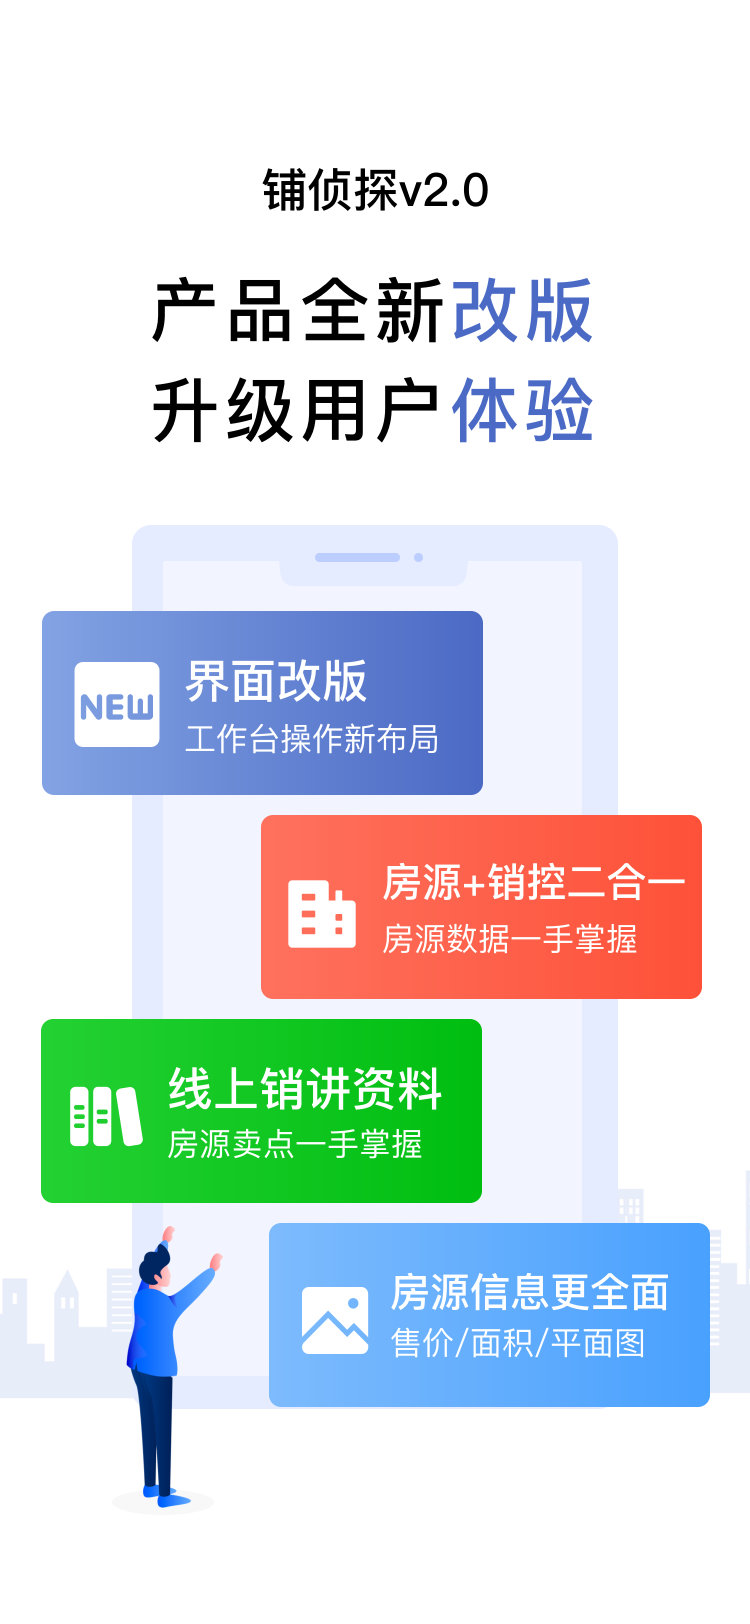 铺侦探v2.0
产品全新改版
升级用户体验
NEW
界面改版
工作台操作新布局
房源+销控二合一
房源数据一手掌握
线上销讲资料
房源卖点一手掌握
房源信息更全面
售价/面积/平面图